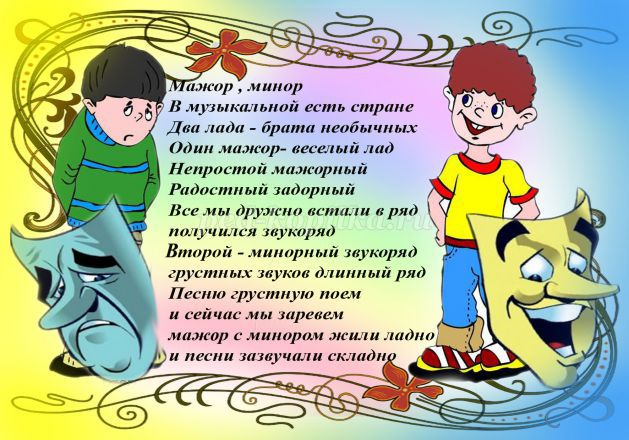 Мажор , минор
В музыкальной есть стране
Два лада - брата необычных
Один мажор- веселый лад
Непростой мажорный
Радостный задорный
Все мы дружно встали в ряд
получился звукоряд
Второй - минорный звукоряд
грустных звуков длинный ряд
Песню грустную поем
и сейчас мы заревем
мажор с минором жили ладно
и песни зазвучали складно